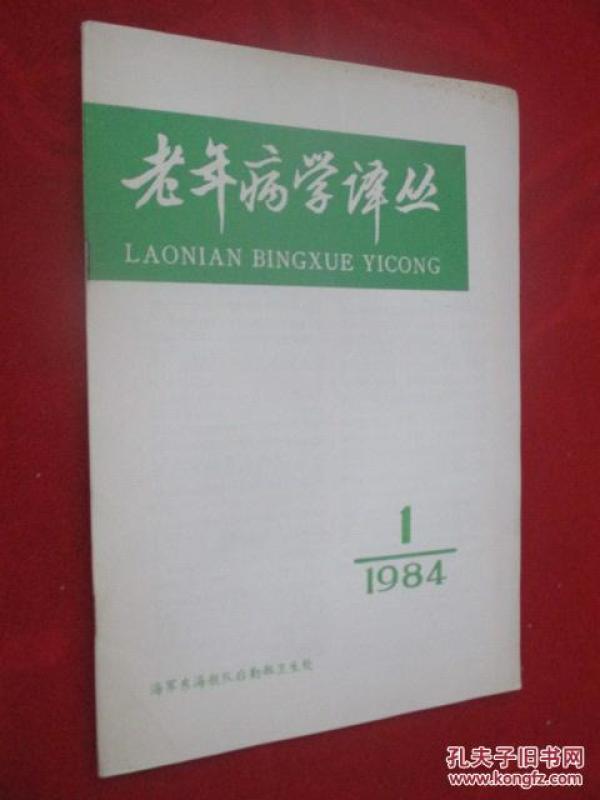 老年病学译丛
LAONIAN BINGXUE YICONG
1
1984
海军东海舰队后勤部卫生处
孔夫子旧书网
www.kongfz.com